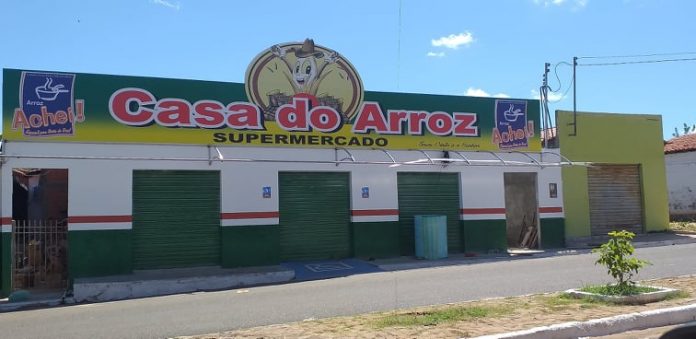 Arroz
Achei!
Casa do Arroz
SUPERMERCADO
Arroz
Achei!